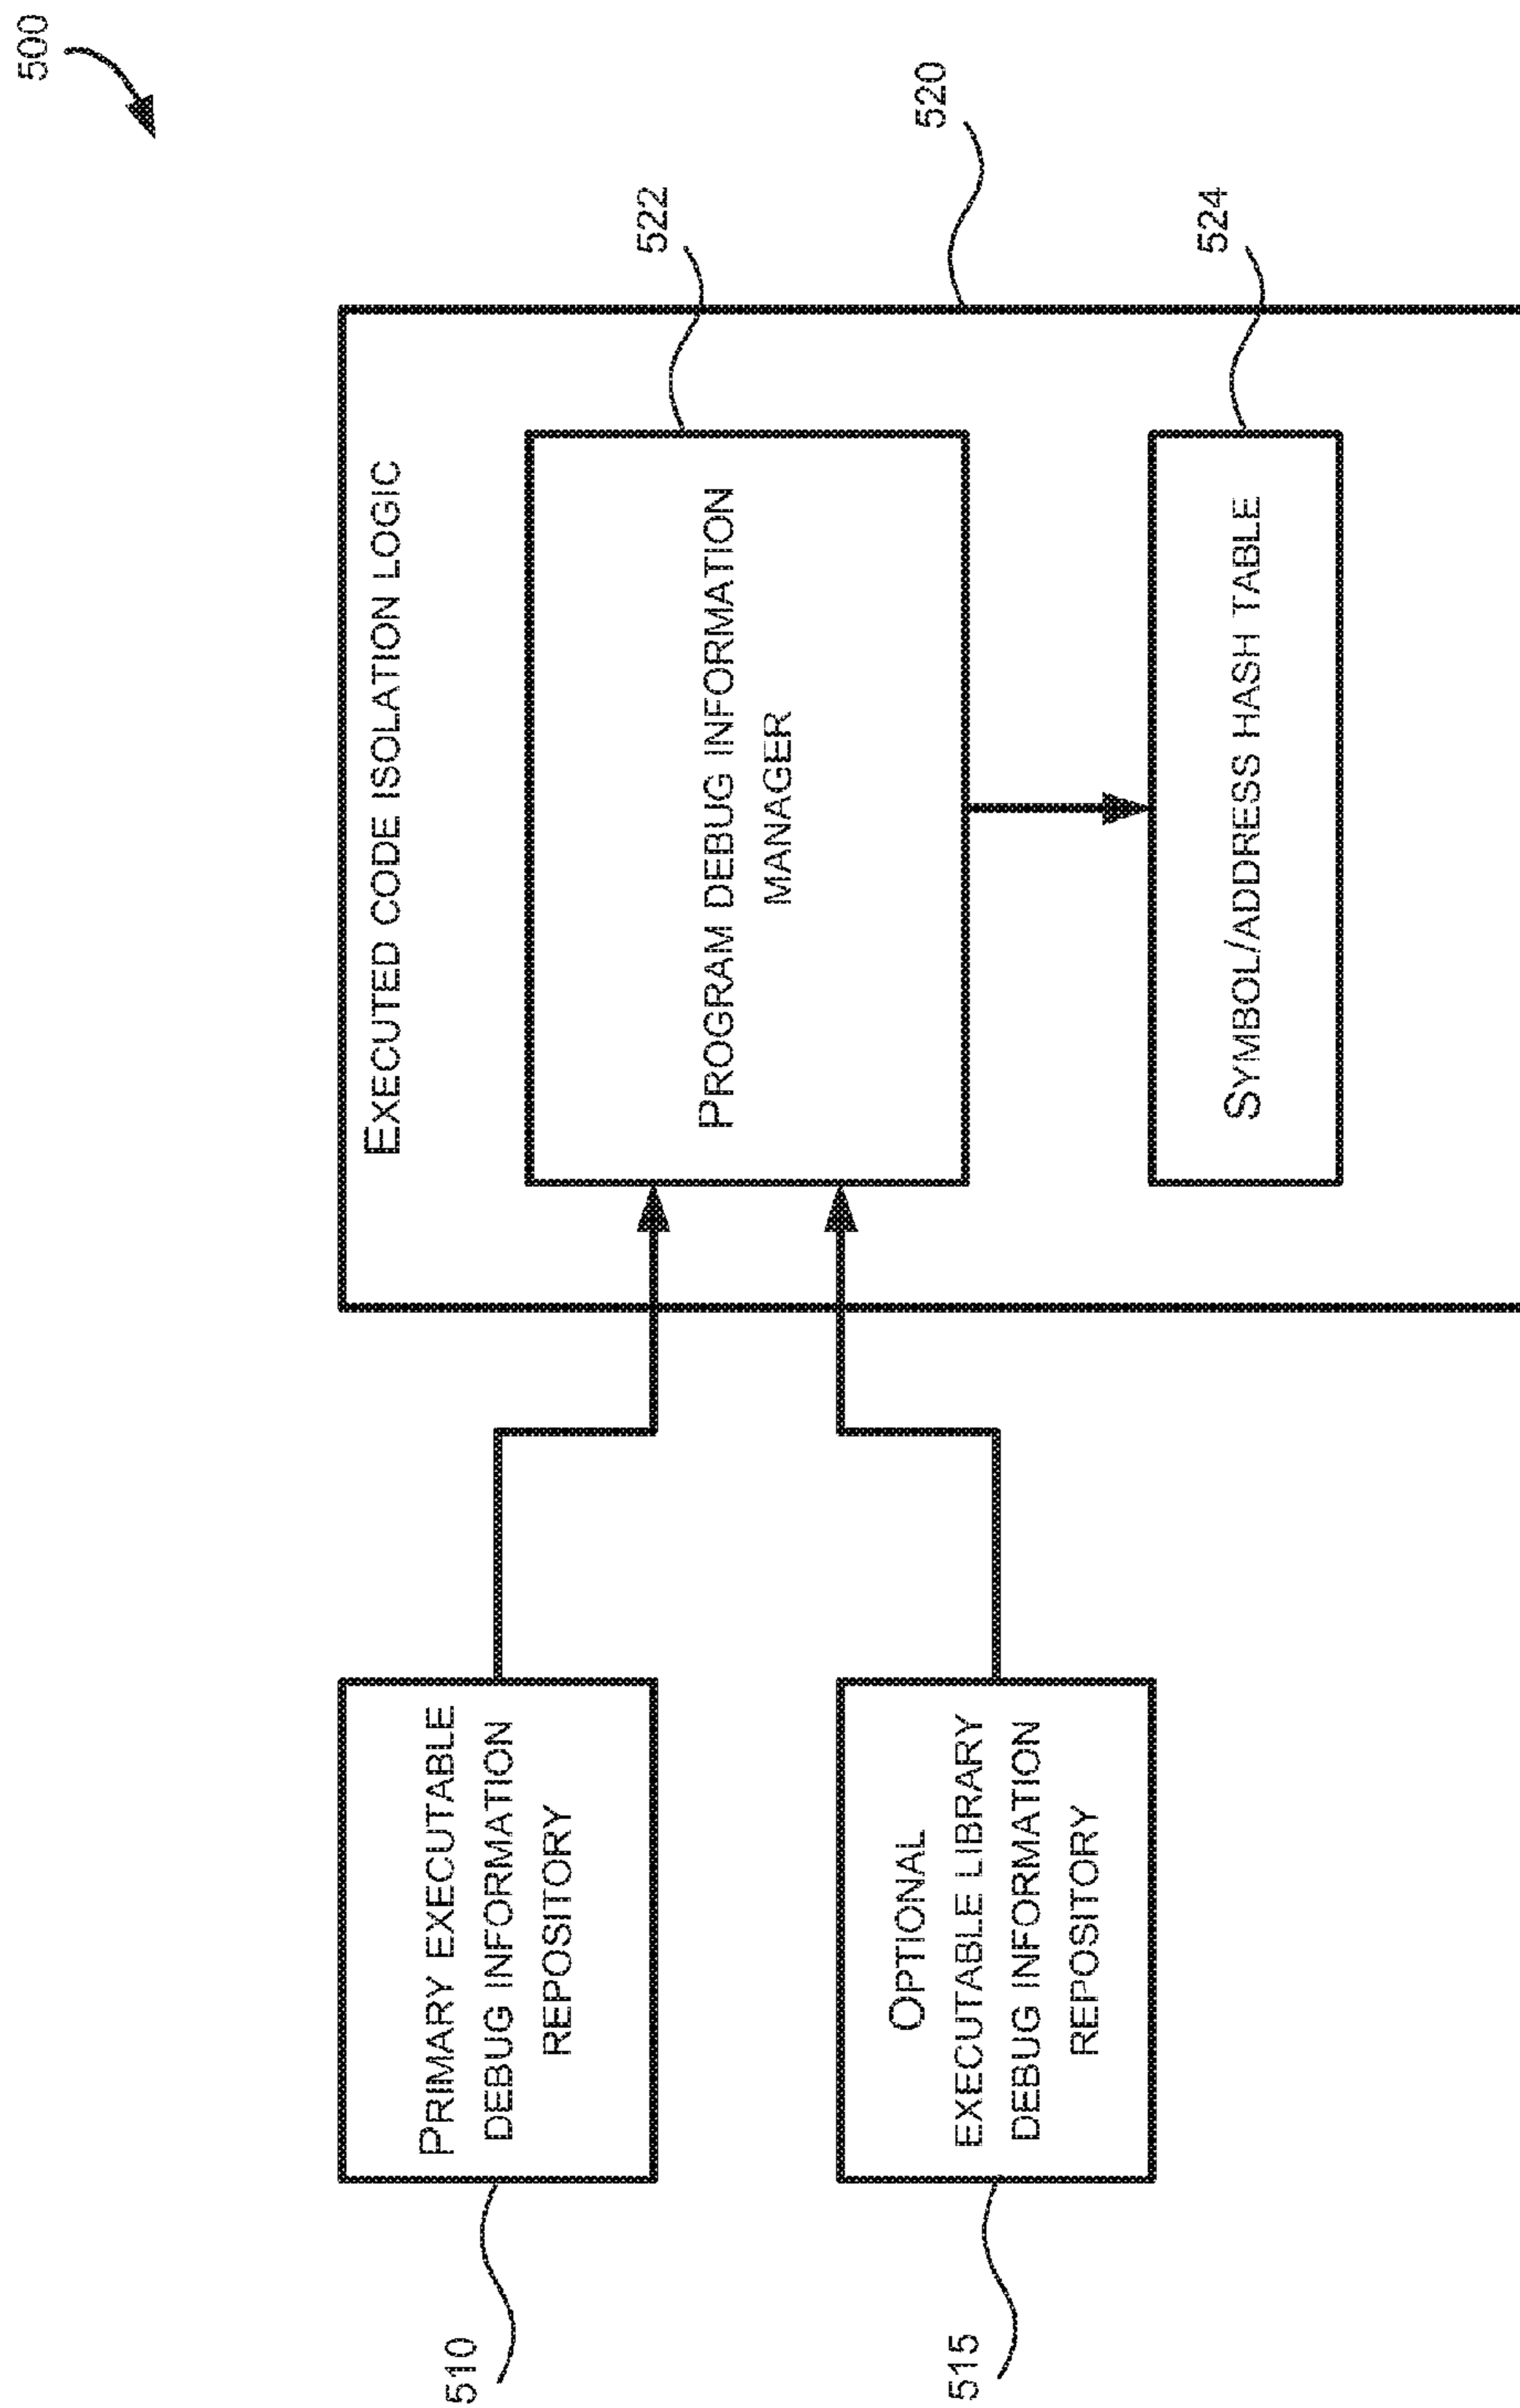 500
520
EXECUTED CODE ISOLATION LOGIC
522
PROGRAM DEBUG INFORMATION
MANAGER
524
SYMBOL/ADDRESS HASH TABLE
PRIMARY EXECUTABLE
DEBUG INFORMATION
REPOSITORY
510
OPTIONAL
EXECUTABLE LIBRARY
DEBUG INFORMATION
REPOSITORY
515